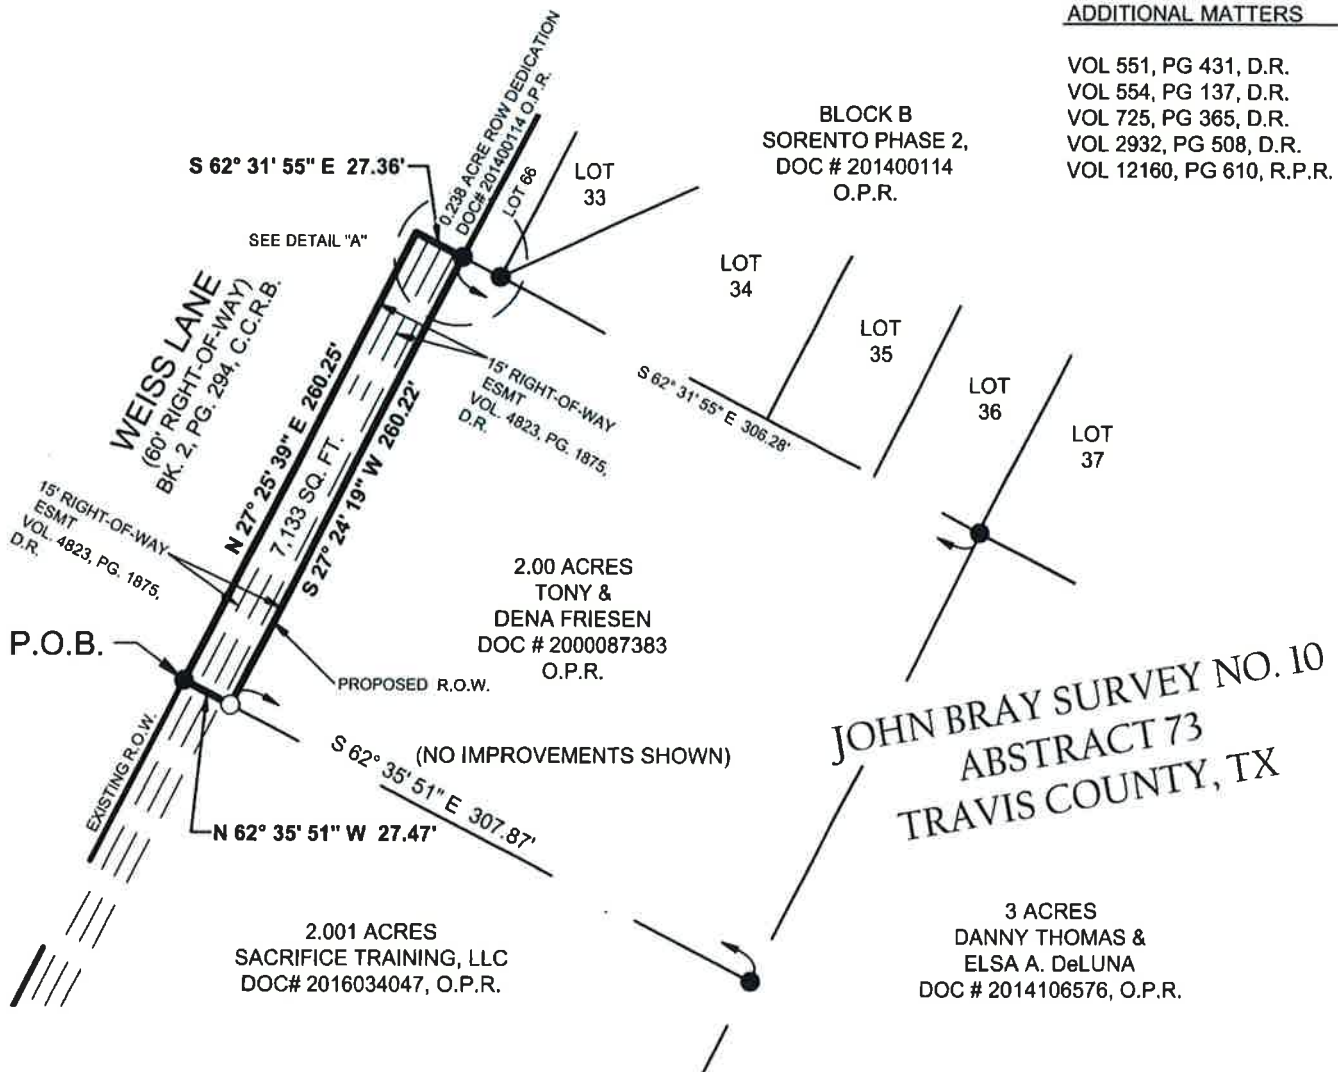 ADDITIONAL MATTERS
VOL 551, PG 431, D.R.
VOL 554, PG 137, D.R.
VOL 725, PG 365, D.R.
VOL 2932, PG 508, D.R.
VOL 12160, PG 610, R.P.R.
0.238 ACRE ROW DEDICATION
DOC# 201400114 O.P.R.
BLOCK B
SORENTO PHASE 2,
DOC # 201400114
O.P.R.
S 62° 31' 55" E 27.36'
LOT 66
LOT
33
SEE DETAIL "A"
LOT
34
LOT
35
LOT
36
LOT
37
WEISS LANE
(60' RIGHT-OF-WAY)
BK. 2, PG. 294, C.C.R.B.
N 27° 25' 39" E 260.25'
7,133 SQ. FT.
S 27° 24' 19" W 260.22'
15' RIGHT-OF-WAY
ESMT
VOL. 4823, PG. 1875,
D.R.
S 62° 31' 55" E 306.28'
15' RIGHT-OF-WAY
ESMT
VOL. 4823, PG. 1875,
D.R.
2.00 ACRES
TONY &
DENA FRIESEN
DOC # 2000087383
O.P.R.
P.O.B.
PROPOSED R.O.W.
EXISTING R.O.W.
S 62° 35' 51" E 307.87'
(NO IMPROVEMENTS SHOWN)
N 62° 35' 51" W 27.47'
JOHN BRAY SURVEY NO. 10
ABSTRACT 73
TRAVIS COUNTY, TX
2.001 ACRES
SACRIFICE TRAINING, LLC
DOC# 2016034047, O.P.R.
3 ACRES
DANNY THOMAS &
ELSA A. DeLUNA
DOC # 2014106576, O.P.R.